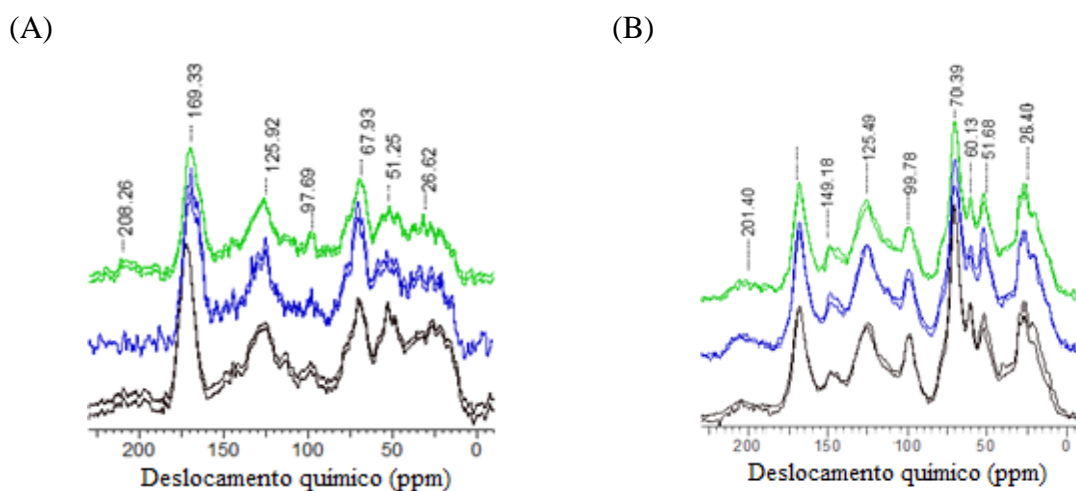 (A)
(B)
208.26
169.33
125.92
97.69
67.93
51.25
26.62
200 150 100 50 0
Deslocamento químico (ppm)
201.40
149.18
125.49
99.78
70.39
60.13
51.68
26.40
200 150 100 50 0
Deslocamento químico (ppm)